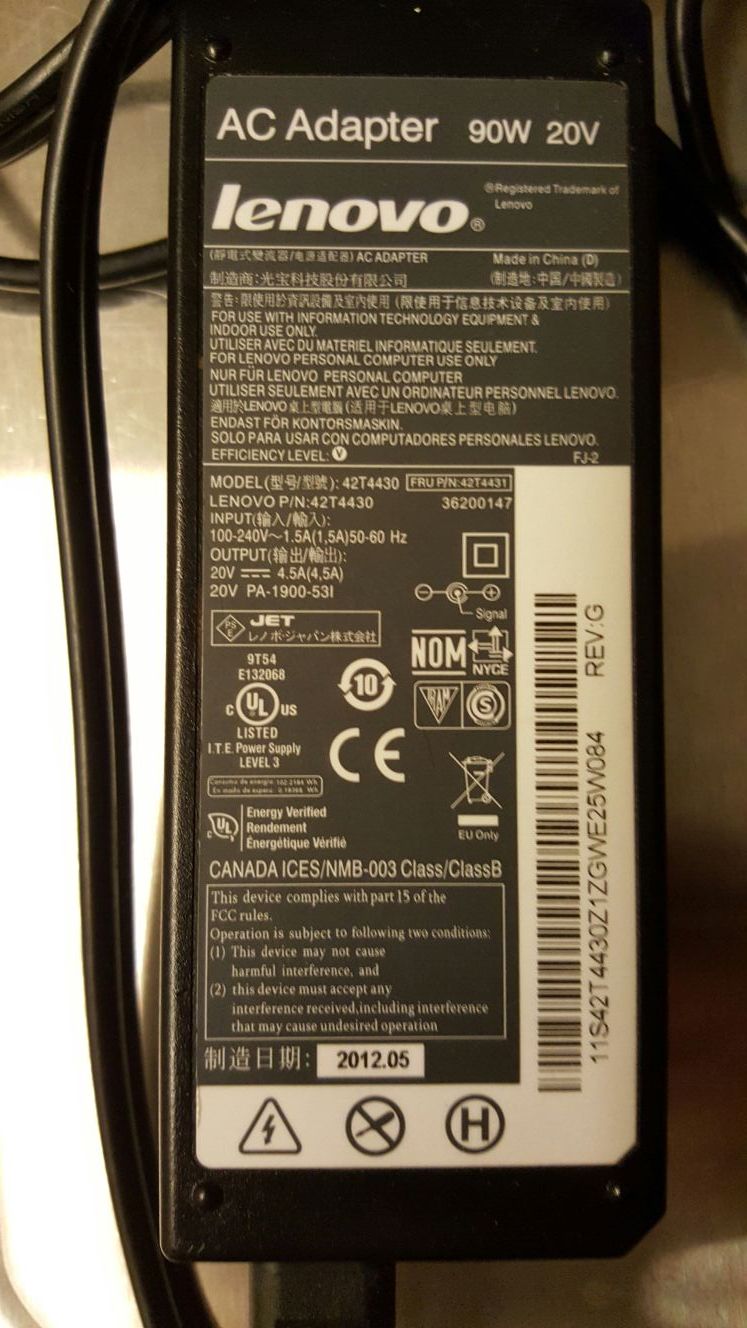 AC Adapter 90W 20V
lenovo® ®Registered Trademark of
Lenovo
(靜電式變流器/电源适配器) AC ADAPTER Made in China (D)
制造商:光宝科技股份有限公司 (制造地:中国/中國製造)
警告:限使用於資訊設備及室内使用 (限使用于信息技术设备及室内使用)
FOR USE WITH INFORMATION TECHNOLOGY EQUIPMENT &
INDOOR USE ONLY.
UTILISER AVEC DU MATERIEL INFORMATIQUE SEULEMENT.
FOR LENOVO PERSONAL COMPUTER USE ONLY
NUR FÜR LENOVO PERSONAL COMPUTER
UTILISER SEULEMENT AVEC UN ORDINATEUR PERSONNEL LENOVO.
適用於LENOVO桌上型電腦 (适用于LENOVO桌上型电脑)
ENDAST FÖR KONTORSMASKIN.
SOLO PARA USAR CON COMPUTADORES PERSONALES LENOVO.
EFFICIENCY LEVEL: V FJ-2
MODEL(型号/型號): 42T4430 FRU P/N:42T4431
LENOVO P/N:42T4430 36200147
INPUT(输入/輸入):
100-240V~1.5A(1,5A)50-60 Hz
OUTPUT(输出/輸出):
20V 4.5A(4,5A)
20V PA-1900-53I
Signal
PS
E
JET
レノボ・ジャパン株式会社
NOM NYCE
9T54
E132068
10
C UL US
LISTED
I.T.E. Power Supply
LEVEL 3
S
CE
Consumo de energia:
En modo de espera: Wh
EU Only
C UL Energy Verified
Rendement
Énergétique Vérifié
CANADA ICES/NMB-003 Class/ClassB
This device complies with part 15 of the
FCC rules.
Operation is subject to following two conditions:
(1) This device may not cause
harmful interference, and
(2) this device must accept any
interference received,including interference
that may cause undesired operation
制造日期: 2012.05
H
11S42T4430Z1ZGWE25W084 REV:G